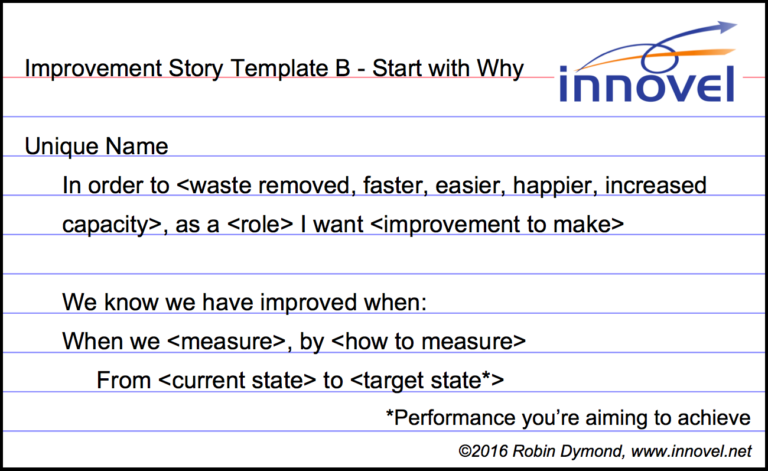 Improvement Story Template B - Start with Why
innovel
Unique Name
In order to <waste removed, faster, easier, happier, increased
capacity>, as a <role> I want <improvement to make>
We know we have improved when:
When we <measure>, by <how to measure>
From <current state> to <target state*>
*Performance you’re aiming to achieve
©2016 Robin Dymond, www.innovel.net